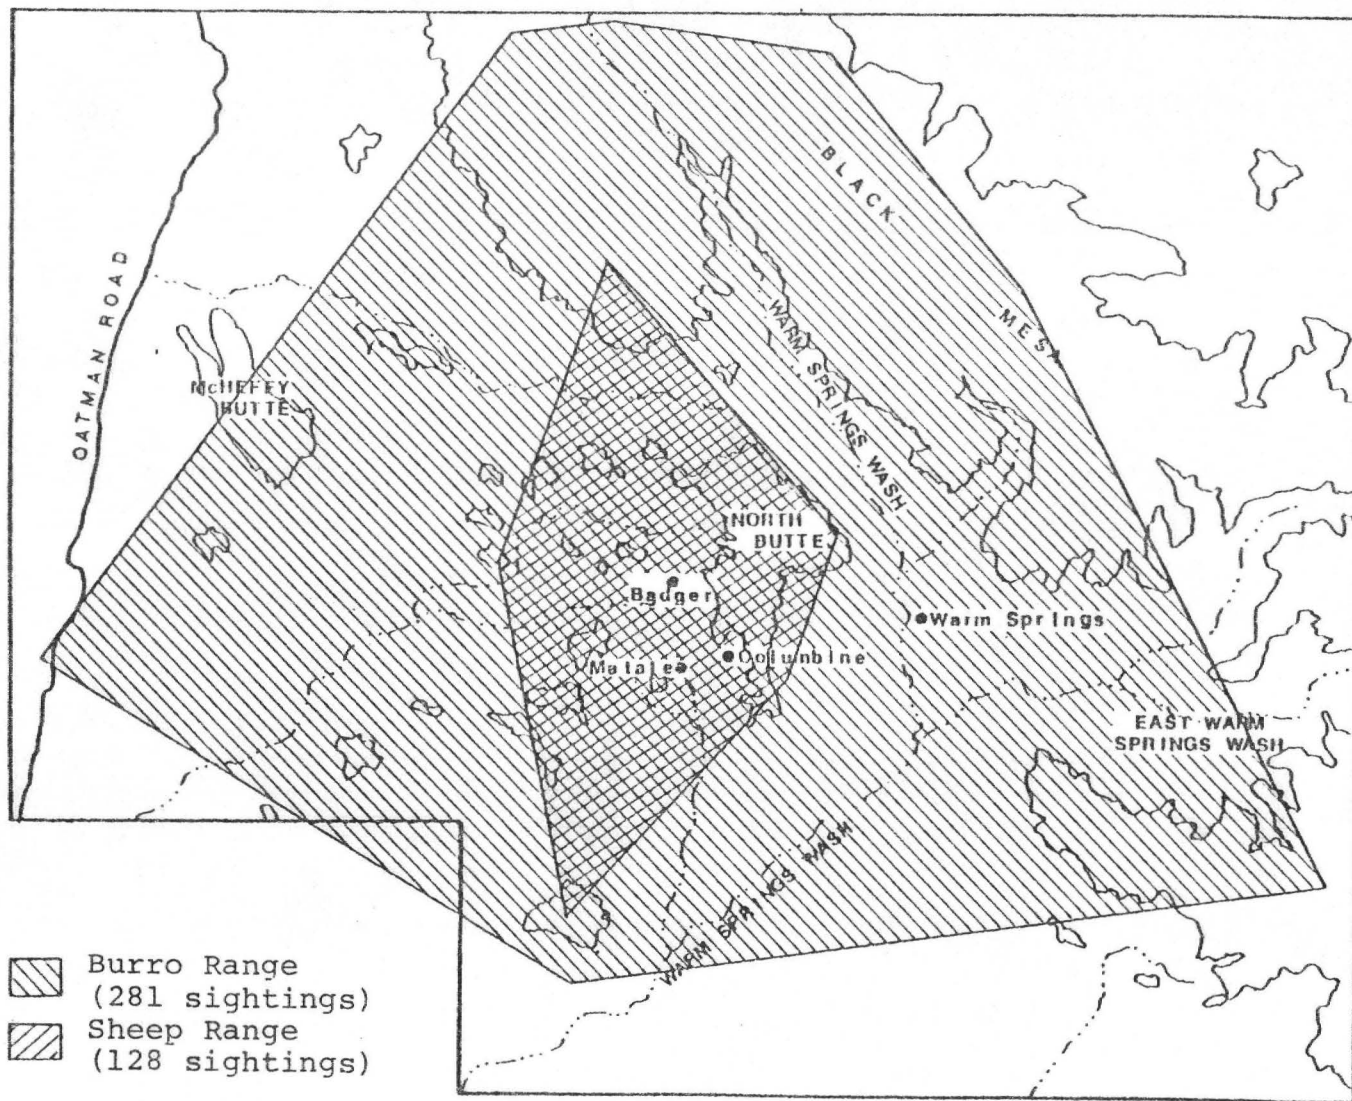 BLACK MESA
OATMAN ROAD
WARM SPRINGS WASH
McHEFFY
BUTTE
NORTH
BUTTE
Badger
Warm Springs
Matale
Columbine
EAST WARM
SPRINGS WASH
WARM SPRINGS WASH
Burro Range
(281 sightings)
Sheep Range
(128 sightings)